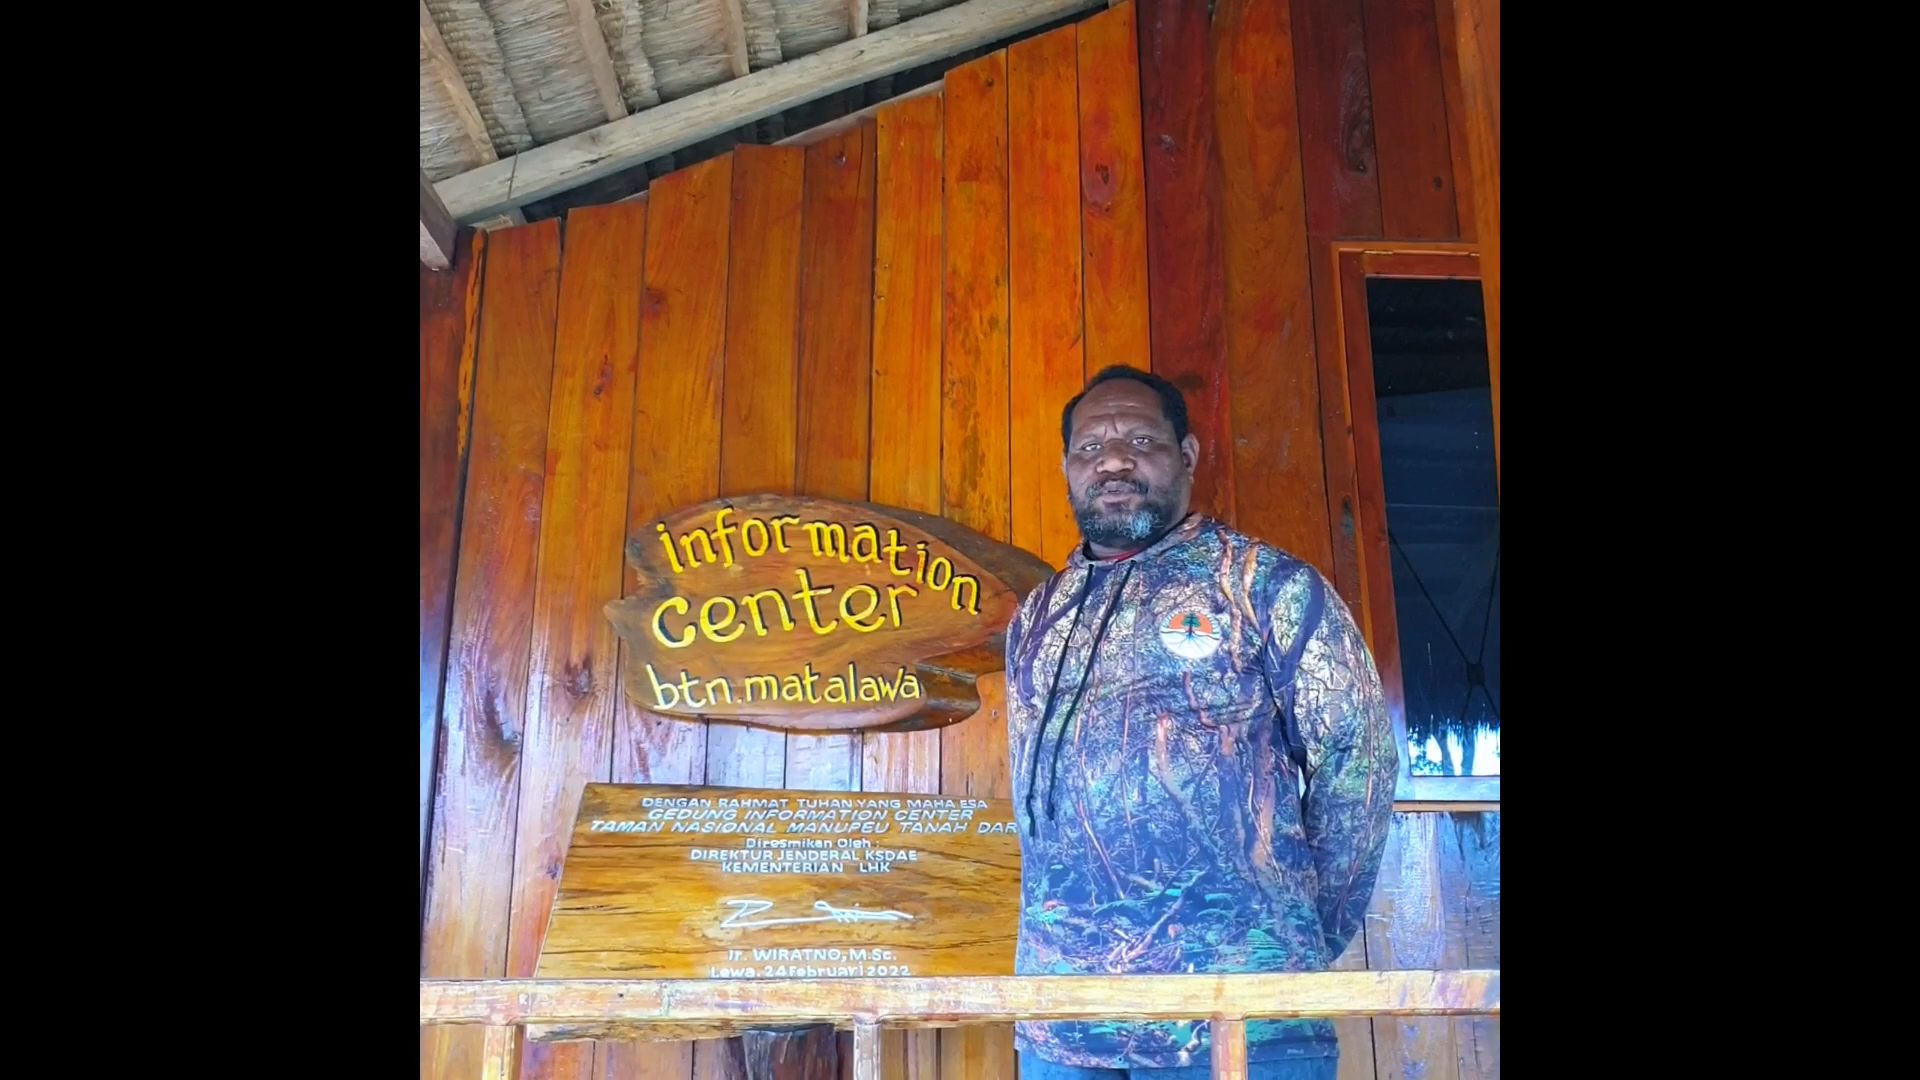 information
center
btn.matalawa
DENGAN RAHMAT TUHAN YANG MAHA ESA
GEDUNG INFORMATION CENTER
TAMAN NASIONAL MANUPEU TANAH DAR
Diresmikan Oleh :
DIREKTUR JENDERAL KSDAE
KEMENTERIAN LHK
Ir. WIRATNO, M.Sc.
Lewa, 24 Februari 2022